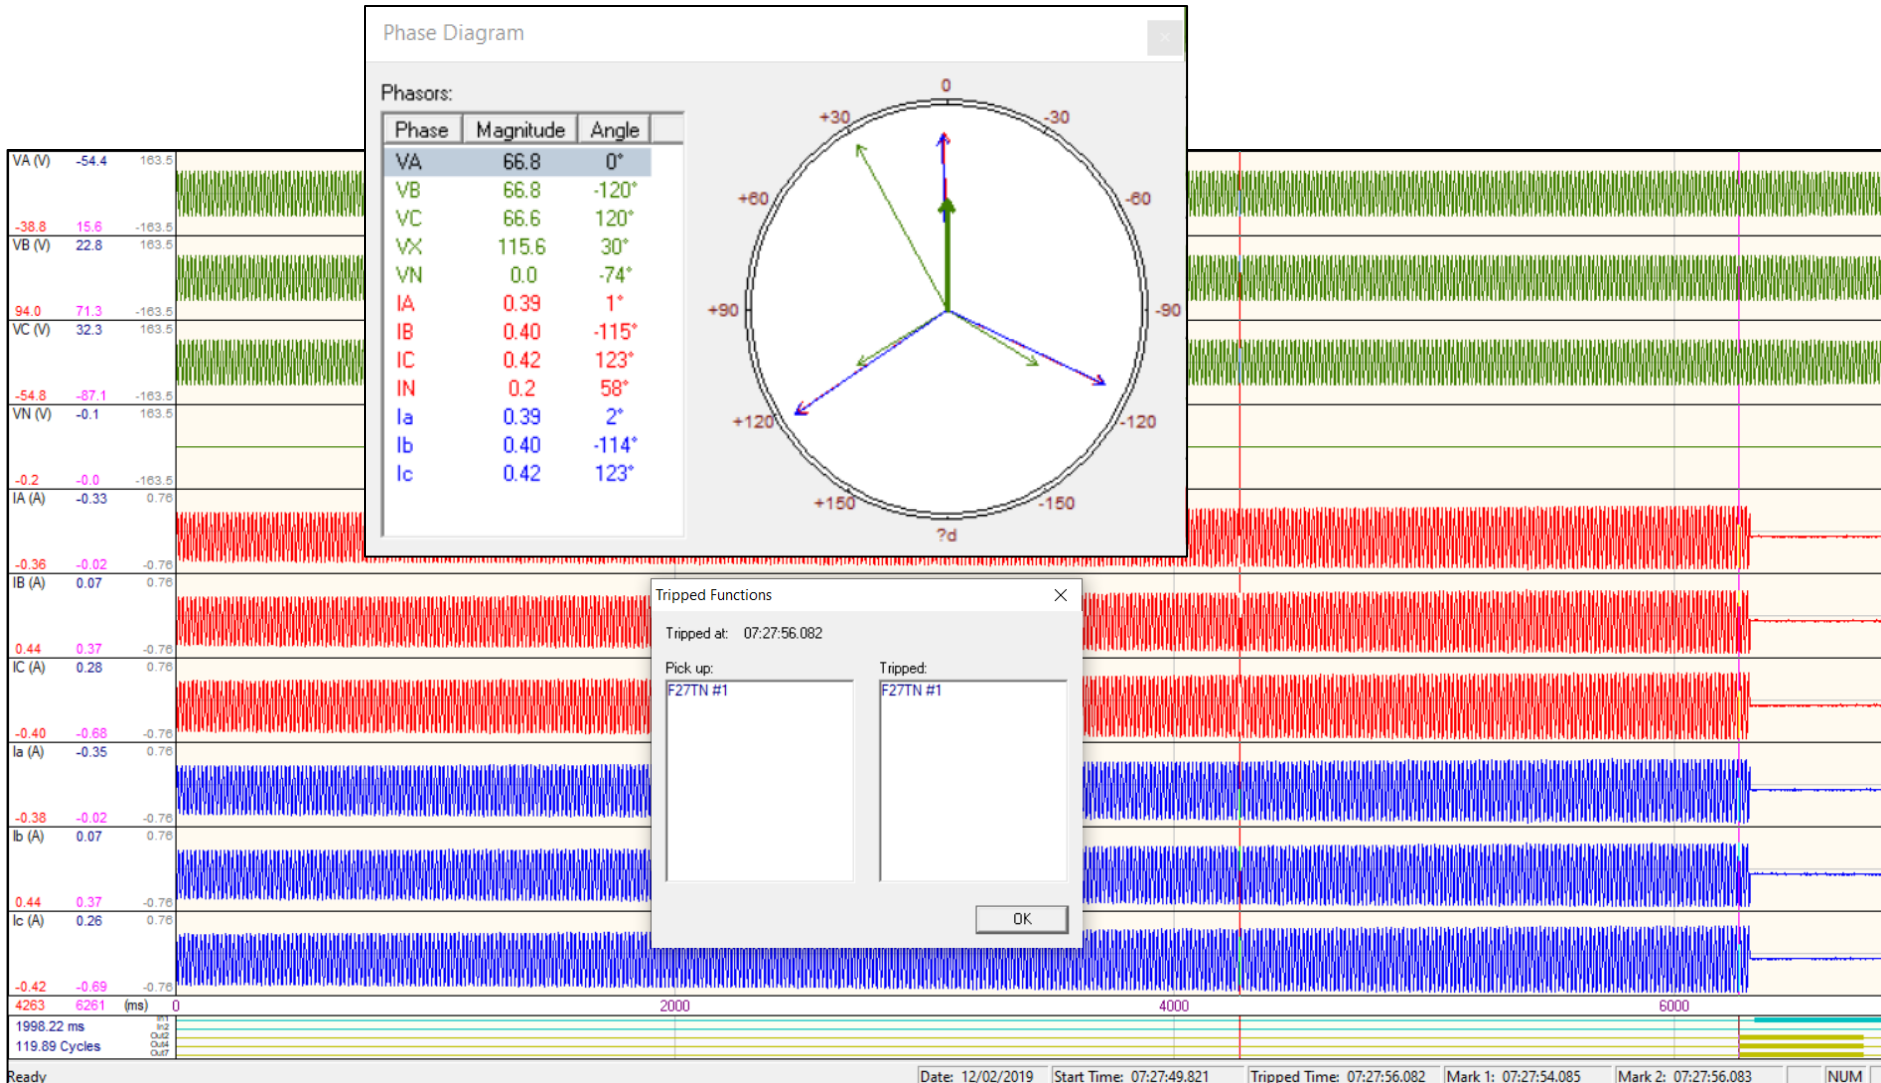 Phase Diagram
Phasors:
Phase Magnitude Angle
VA 66.8 0°
VB 66.8 -120°
VC 66.6 120°
VX 115.6 30°
VN 0.0 -74°
IA 0.39 1°
IB 0.40 -115°
IC 0.42 123°
IN 0.2 58°
Ia 0.39 2°
Ib 0.40 -114°
Ic 0.42 123°
0
+30 -30
+60 -60
+90 -90
+120 -120
+150 -150
?d
VA (V) -54.4 163.5
-38.8 15.6 -163.5
VB (V) 22.8 163.5
94.0 71.3 -163.5
VC (V) 32.3 163.5
-54.8 -87.1 -163.5
VN (V) -0.1 163.5
-0.2 -0.0 -163.5
IA (A) -0.33 0.76
-0.36 -0.02 -0.76
IB (A) 0.07 0.76
0.44 0.37 -0.76
IC (A) 0.28 0.76
-0.40 -0.68 -0.76
Ia (A) -0.35 0.76
-0.38 -0.02 -0.76
Ib (A) 0.07 0.76
0.44 0.37 -0.76
Ic (A) 0.26 0.76
-0.42 -0.69 -0.76
Tripped Functions
Tripped at: 07:27:56.082
Pick up: Tripped:
F27TN #1 F27TN #1
OK
4263 6261 (ms) 0 2000 4000 6000
In1
1998.22 ms In2
Out2
119.89 Cycles Out4
Out7
Ready Date: 12/02/2019 Start Time: 07:27:49.821 Tripped Time: 07:27:56.082 Mark 1: 07:27:54.085 Mark 2: 07:27:56.083 NUM